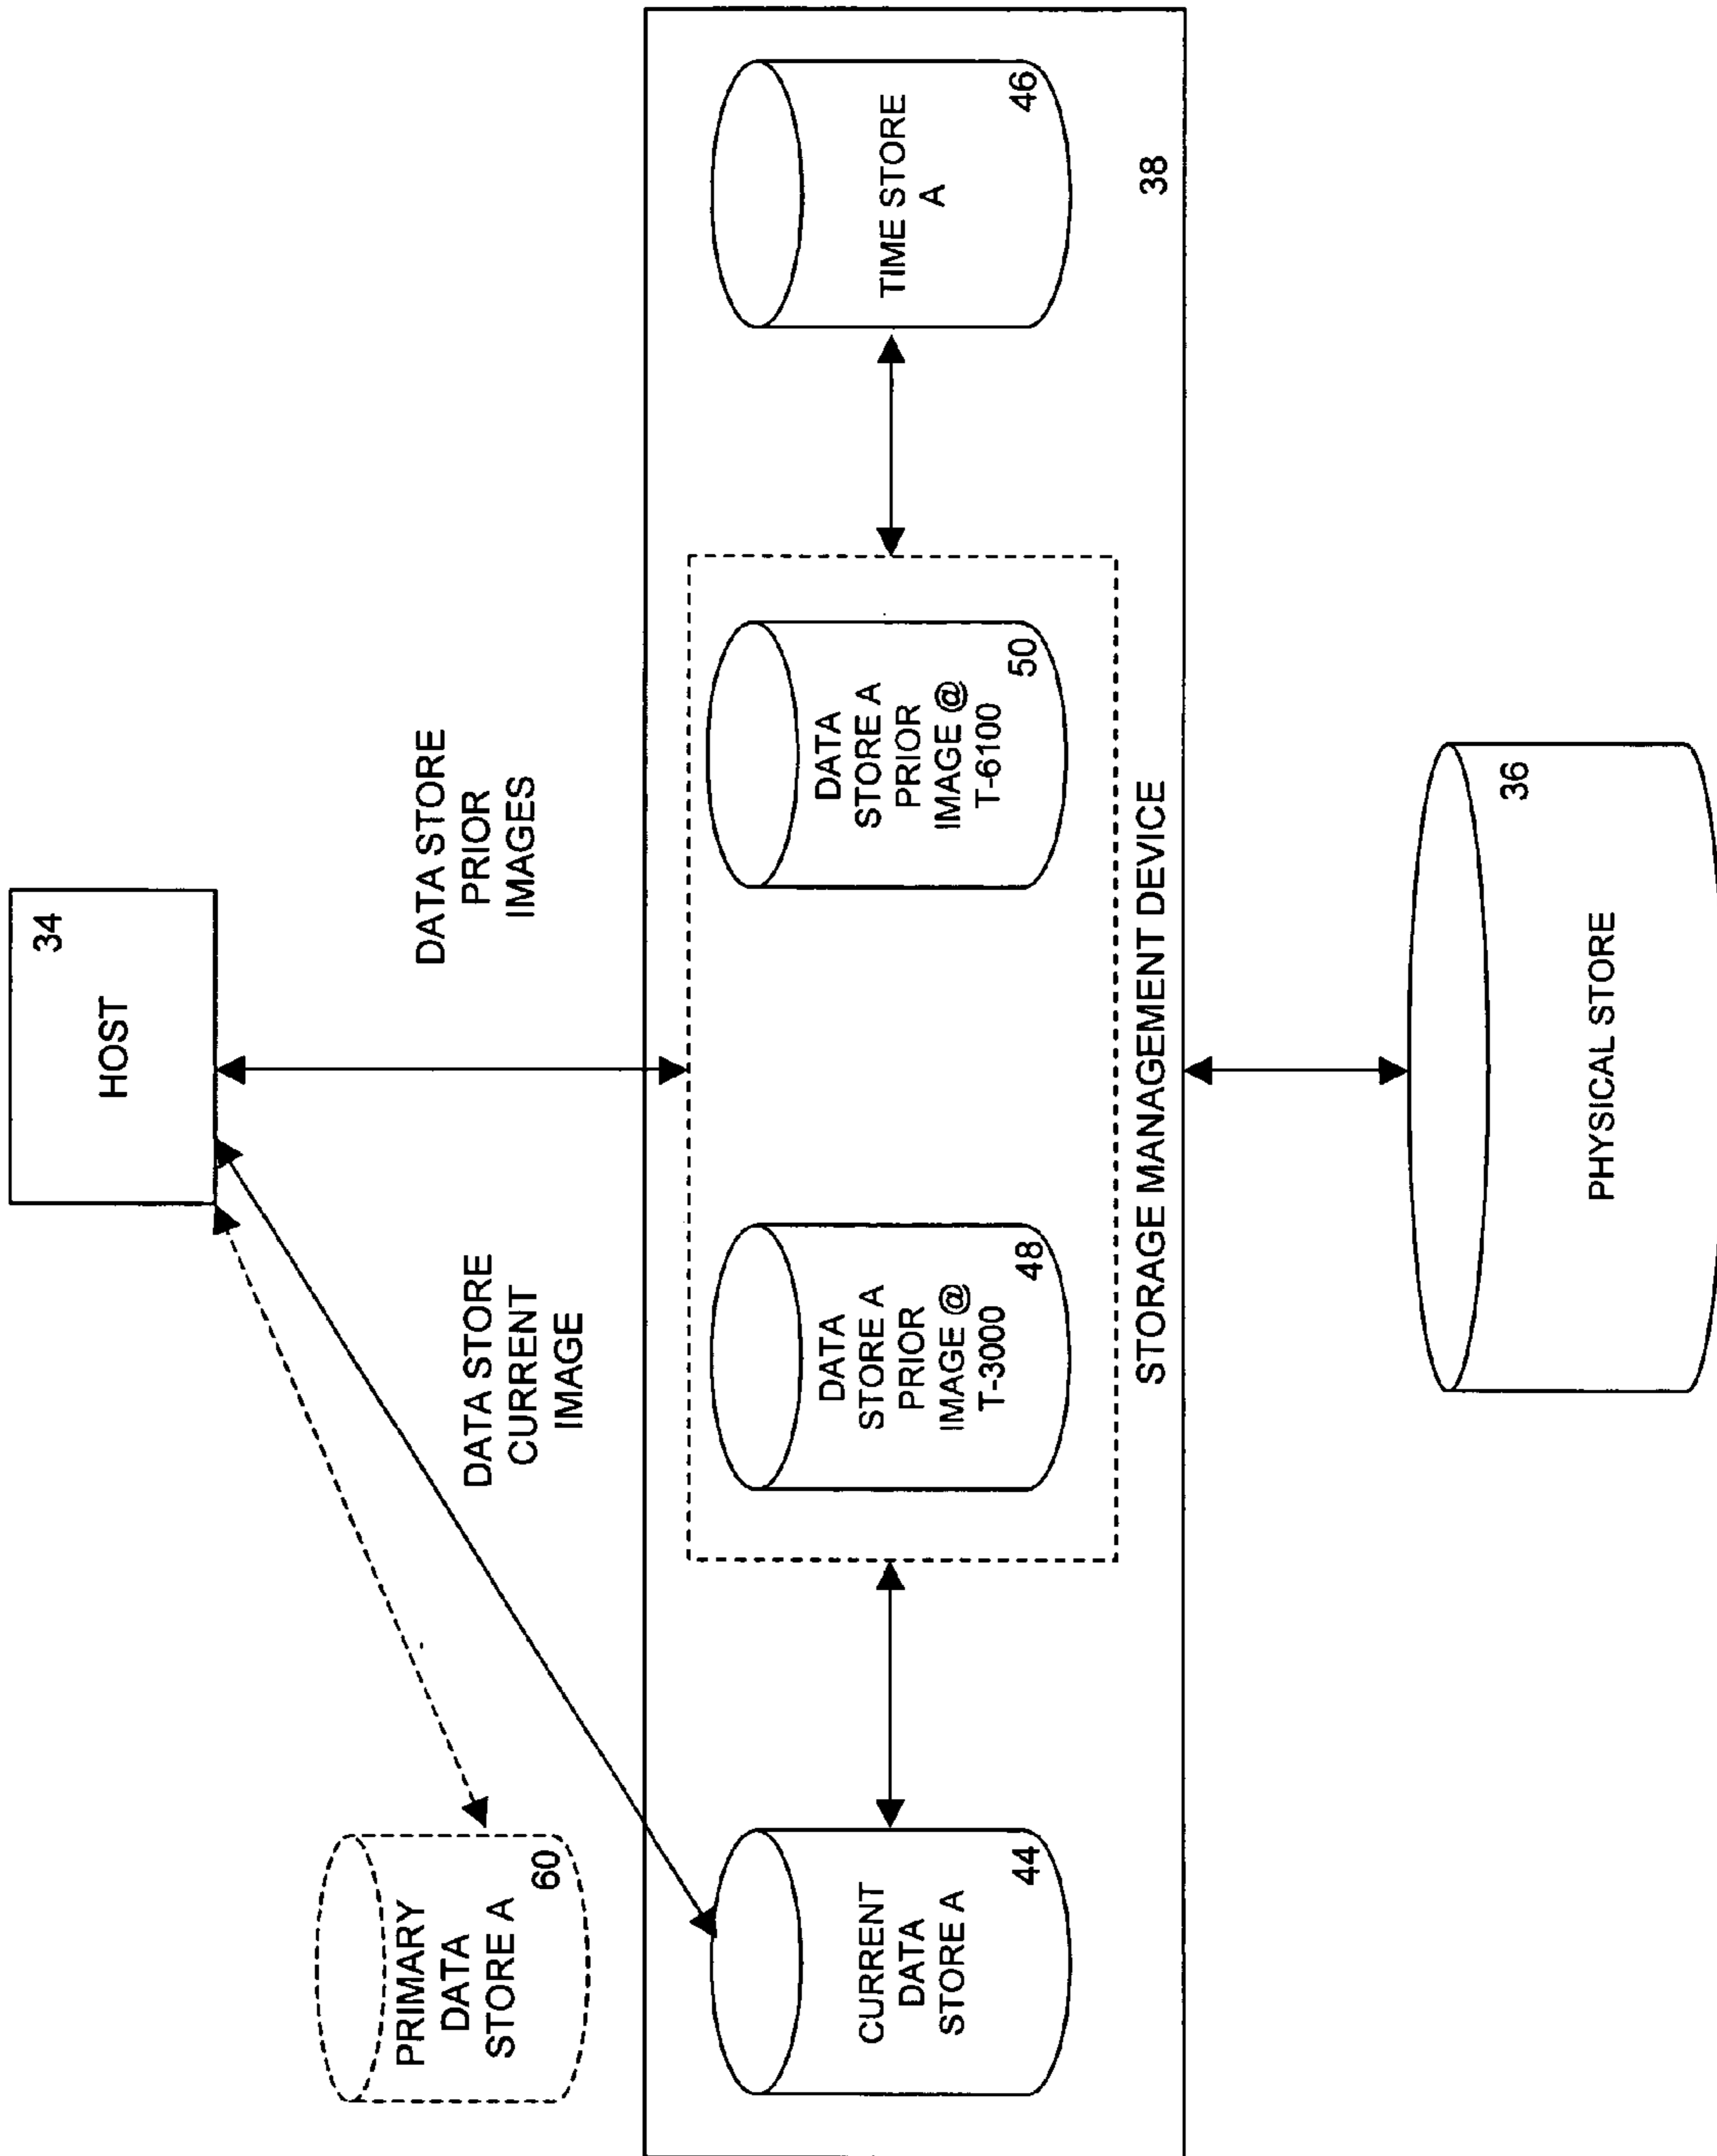 34
HOST
DATA STORE
PRIOR
IMAGES
DATA STORE
CURRENT
IMAGE
PRIMARY
DATA
STORE A
60
CURRENT
DATA
STORE A
44
DATA
STORE A
PRIOR
IMAGE @
T-3000
48
DATA
STORE A
PRIOR
IMAGE @
T-6100
50
TIME STORE
A
46
STORAGE MANAGEMENT DEVICE
38
36
PHYSICAL STORE